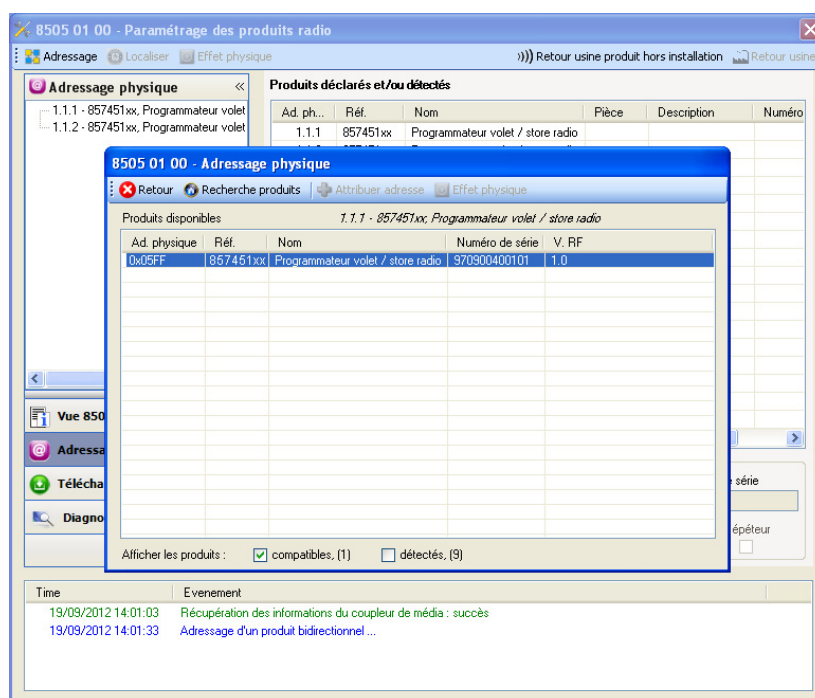 8505 01 00 - Paramétrage des produits radio
Adressage Localiser Effet physique ))) Retour usine produit hors installation Retour usine
Adressage physique «
1.1.1 - 857451xx, Programmateur volet
1.1.2 - 857451xx, Programmateur volet
Produits déclarés et/ou détectés
Ad. ph... Réf. Nom Pièce Description Numéro
1.1.1 857451xx Programmateur volet / store radio
8505 01 00 - Adressage physique
Retour Recherche produits Attribuer adresse Effet physique
Produits disponibles 1.1.1 - 857451xx; Programmateur volet / store radio
Ad. physique Réf. Nom Numéro de série V. RF
0x05FF 857451xx Programmateur volet / store radio 970900400101 1.0
Vue 850
Adressa
Télécha
Diagno
série
épéteur
Afficher les produits : compatibles, (1) détectés, (9)
Time Evenement
19/09/2012 14:01:03 Récupération des informations du coupleur de média : succès
19/09/2012 14:01:33 Adressage d'un produit bidirectionnel ...